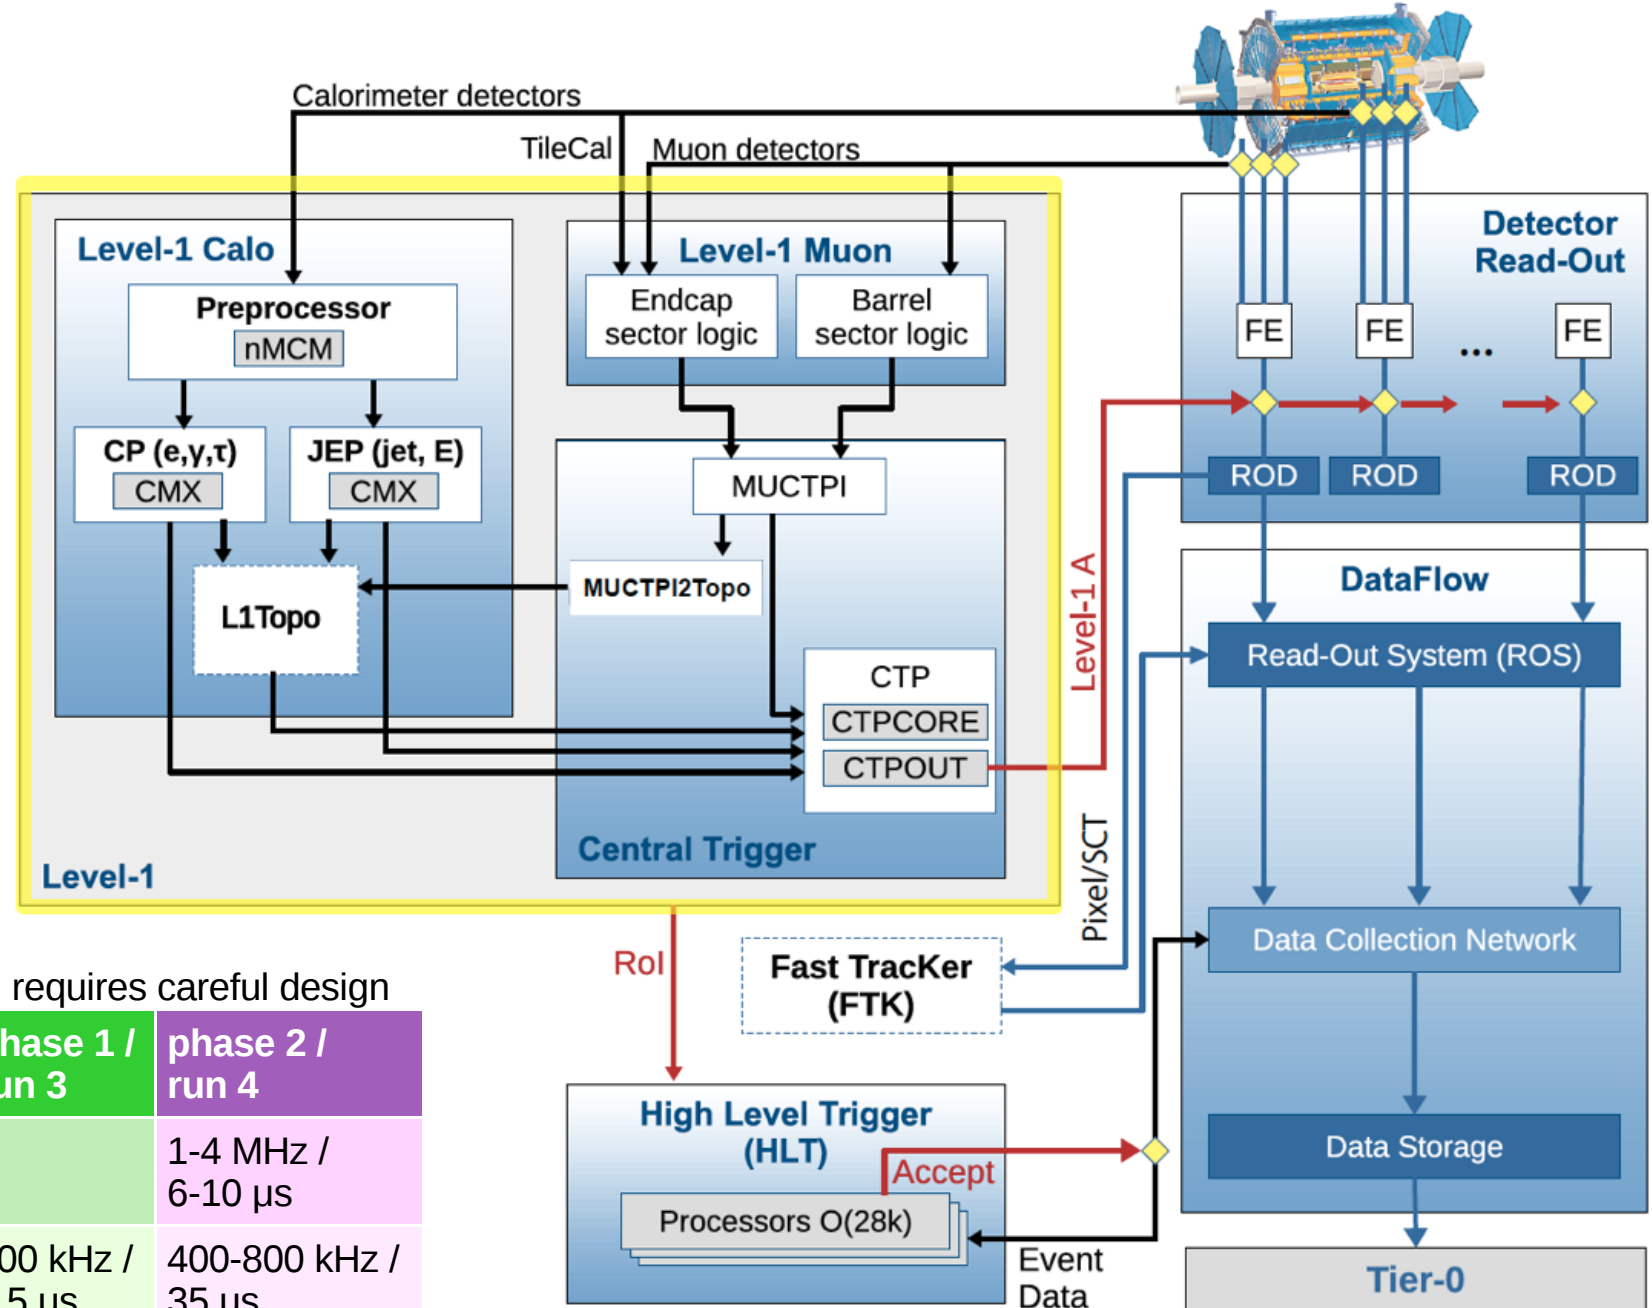 Calorimeter detectors
TileCal
Muon detectors
Level-1 Calo
Preprocessor
nMCM
CP (e,γ,τ)
CMX
JEP (jet, E)
CMX
L1Topo
Level-1 Muon
Endcap
sector logic
Barrel
sector logic
MUCTPI
MUCTPI2Topo
CTP
CTPCORE
CTPOUT
Central Trigger
Level-1
Level-1 A
Pixel/SCT
Detector
Read-Out
FE
FE
...
FE
ROD
ROD
ROD
DataFlow
Read-Out System (ROS)
Data Collection Network
Data Storage
Tier-0
RoI
Fast TracKer
(FTK)
High Level Trigger
(HLT)
Accept
Processors O(28k)
Event
Data
requires careful design
hase 1 /
un 3
phase 2 /
run 4
1-4 MHz /
6-10 μs
00 kHz /
5 μs
400-800 kHz /
35 μs